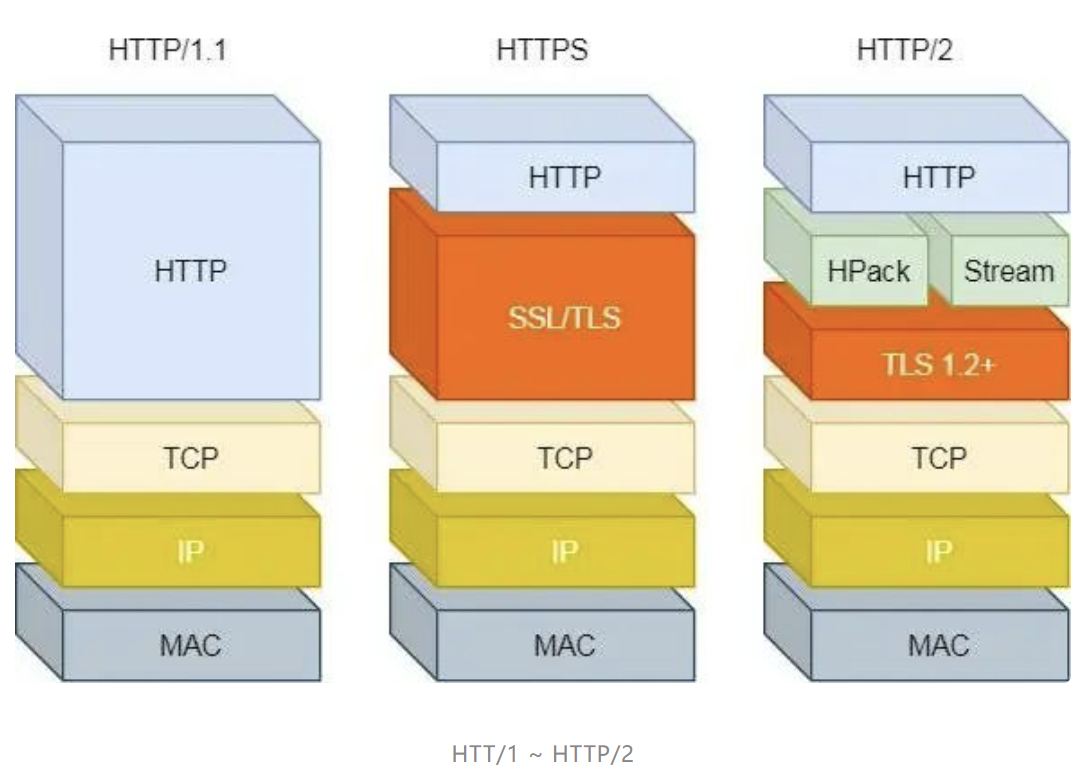 HTTP/1.1 HTTPS HTTP/2
HTTP HTTP HTTP
SSL/TLS HPack Stream
TLS 1.2+
TCP TCP TCP
IP IP IP
MAC MAC MAC
HTT/1 ~ HTTP/2